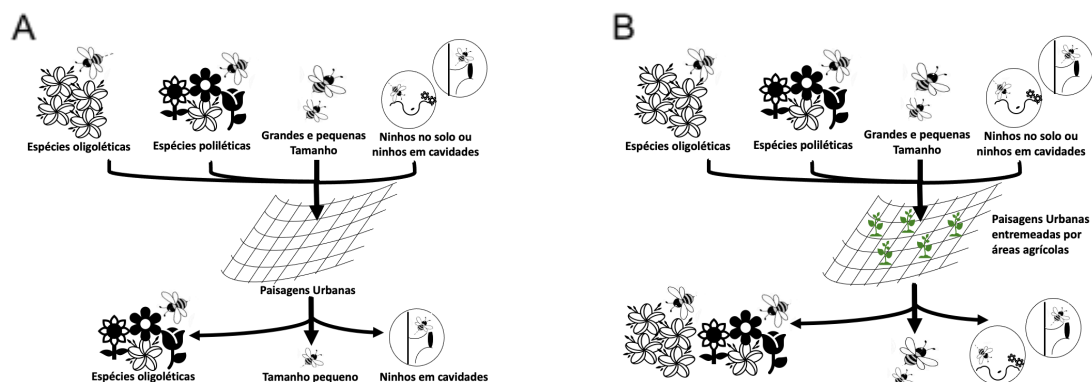 A
Espécies oligoléticas
Espécies poliléticas
Grandes e pequenas
Tamanho
Ninhos no solo ou
ninhos em cavidades
Paisagens Urbanas
Espécies oligoléticas
Tamanho pequeno
Ninhos em cavidades
B
Espécies oligoléticas
Espécies poliléticas
Grandes e pequenas
Tamanho
Ninhos no solo ou
ninhos em cavidades
Paisagens Urbanas
entremeadas por
áreas agrícolas